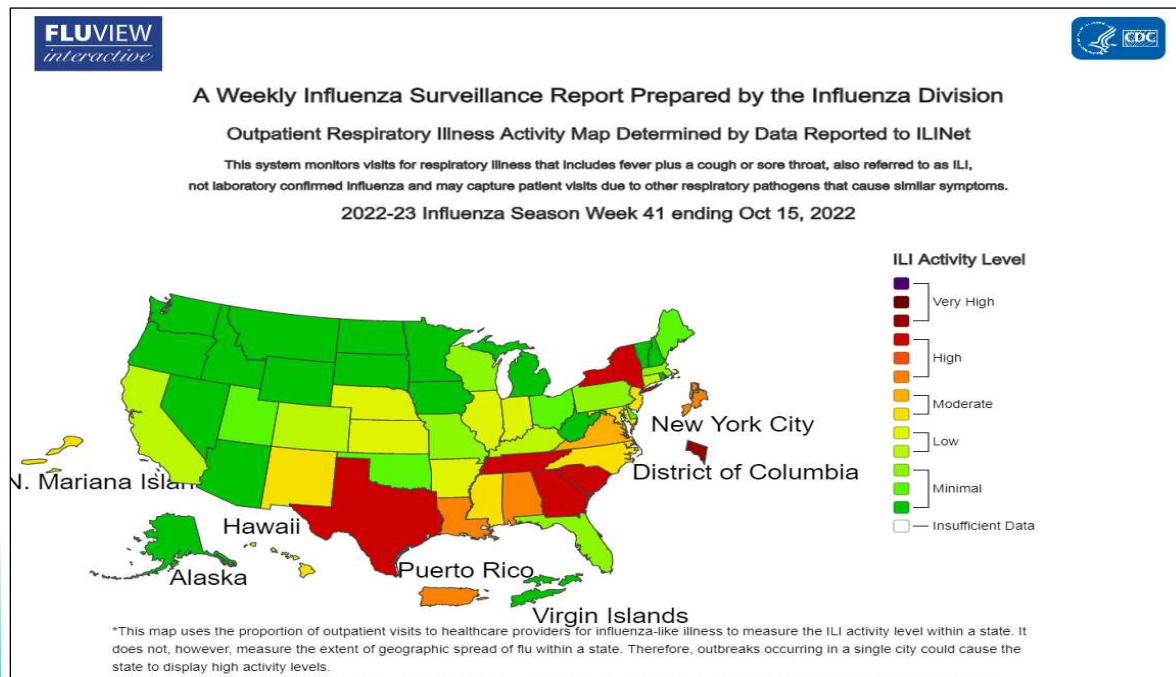 FLUVIEW
interactive
CDC
A Weekly Influenza Surveillance Report Prepared by the Influenza Division
Outpatient Respiratory Illness Activity Map Determined by Data Reported to ILINet
This system monitors visits for respiratory illness that includes fever plus a cough or sore throat, also referred to as ILI,
not laboratory confirmed influenza and may capture patient visits due to other respiratory pathogens that cause similar symptoms.
2022-23 Influenza Season Week 41 ending Oct 15, 2022
ILI Activity Level
Very High
High
Moderate
Low
Minimal
Insufficient Data
New York City
District of Columbia
N. Mariana Islan
Hawaii
Alaska
Puerto Rico
Virgin Islands
*This map uses the proportion of outpatient visits to healthcare providers for influenza-like illness to measure the ILI activity level within a state. It
does not, however, measure the extent of geographic spread of flu within a state. Therefore, outbreaks occurring in a single city could cause the
state to display high activity levels.